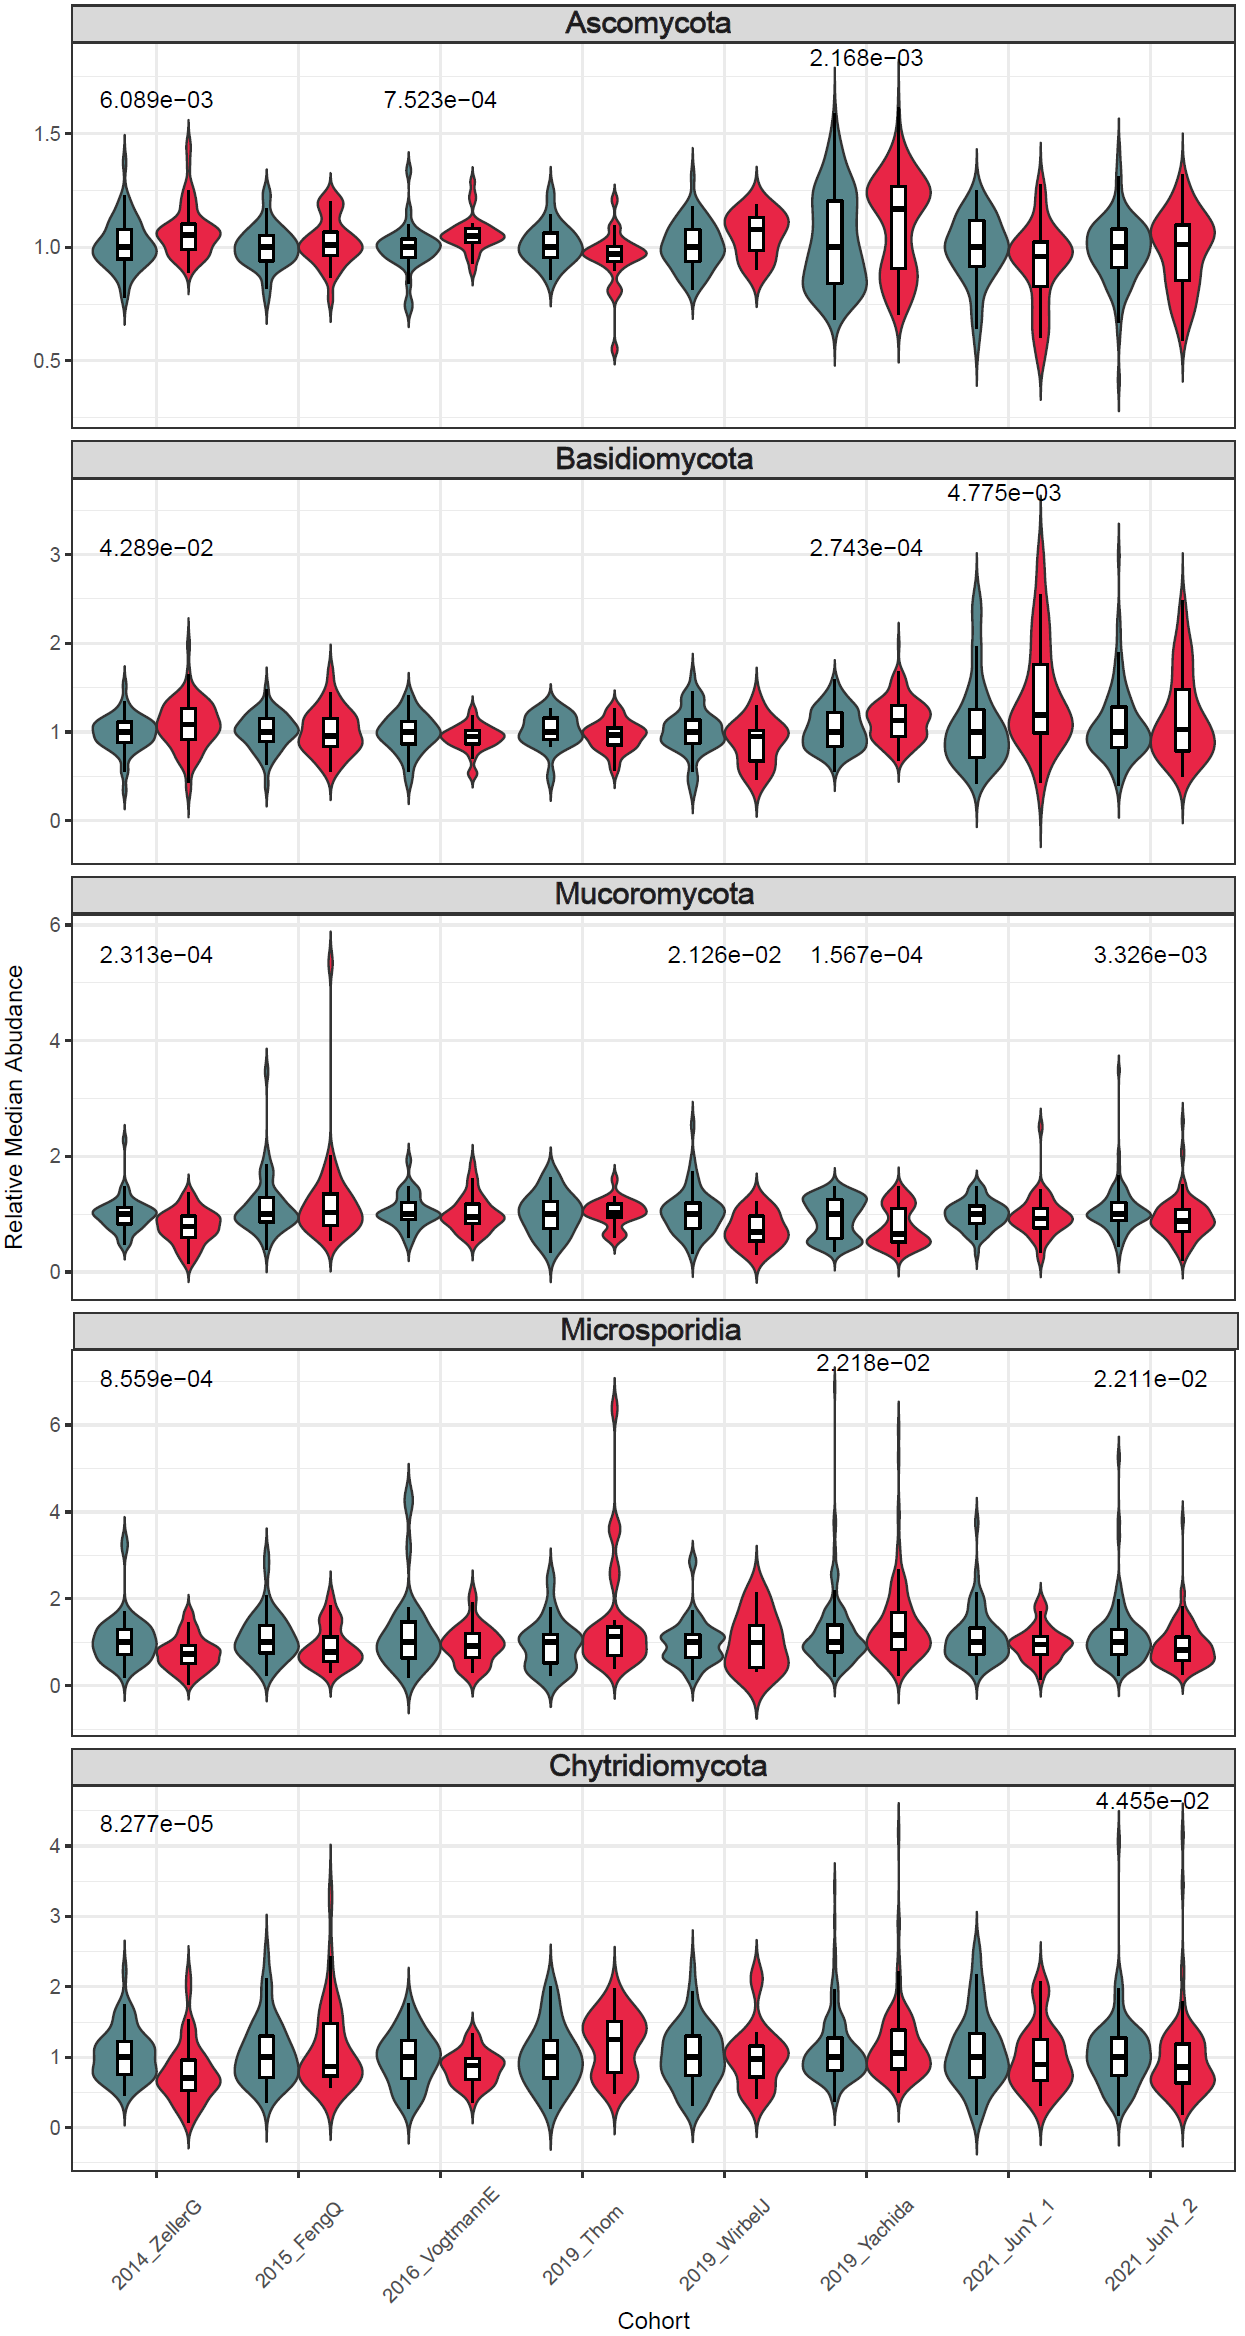 Ascomycota
2.168e−03
6.089e−03 7.523e−04
1.5
1.0
0.5
Basidiomycota
4.775e−03
4.289e−02 2.743e−04
3
2
1
0
Mucoromycota
6
2.313e−04 2.126e−02 1.567e−04 3.326e−03
4
2
0
Relative Median Abudance
Microsporidia
2.218e−02
8.559e−04 2.211e−02
6
4
2
0
Chytridiomycota
4.455e−02
8.277e−05
4
3
2
1
0
2014_ZellerG 2015_FengQ 2016_VogtmannE 2019_Thom 2019_WirbelJ 2019_Yachida 2021_JunY_1 2021_JunY_2
Cohort